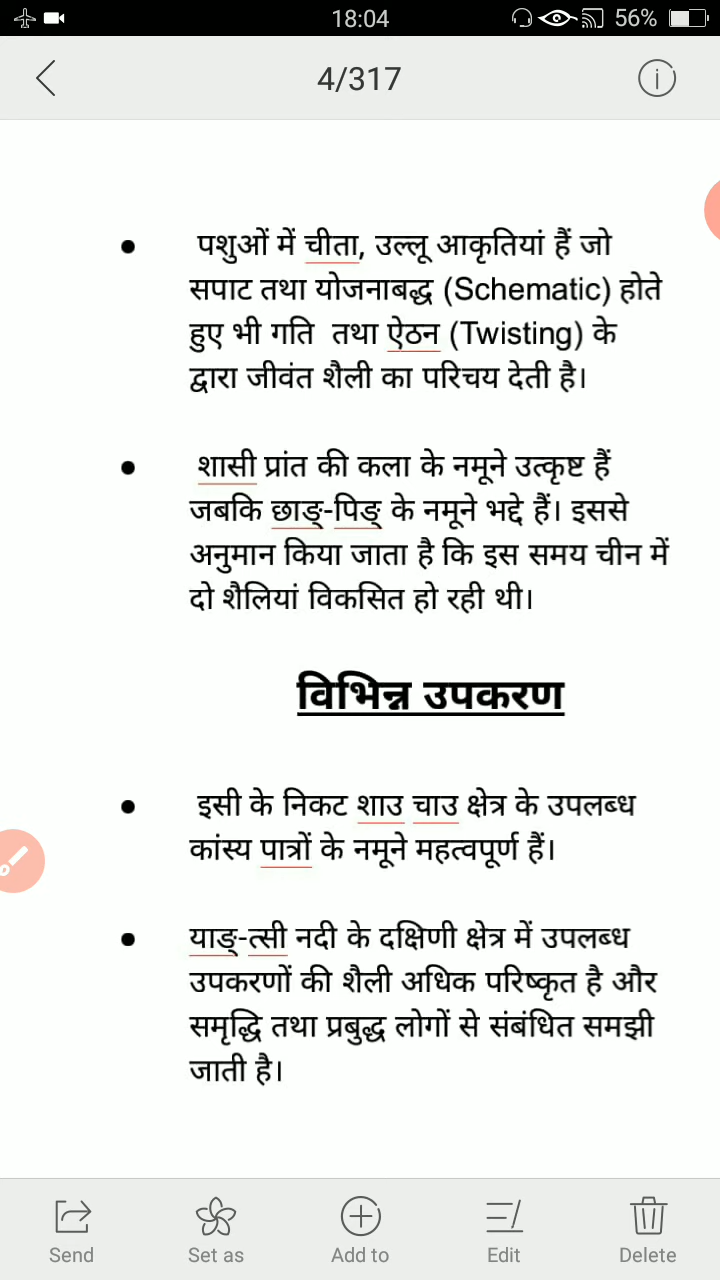 18:04
56%
4/317
• पशुओं में चीता, उल्लू आकृतियां हैं जो
सपाट तथा योजनाबद्ध (Schematic) होते
हुए भी गति तथा ऐठन (Twisting) के
द्वारा जीवंत शैली का परिचय देती है।
• शासी प्रांत की कला के नमूने उत्कृष्ट हैं
जबकि छाङ्-पिङ् के नमूने भद्दे हैं। इससे
अनुमान किया जाता है कि इस समय चीन में
दो शैलियां विकसित हो रही थी।
विभिन्न उपकरण
• इसी के निकट शाउ चाउ क्षेत्र के उपलब्ध
कांस्य पात्रों के नमूने महत्वपूर्ण हैं।
• याङ्-त्सी नदी के दक्षिणी क्षेत्र में उपलब्ध
उपकरणों की शैली अधिक परिष्कृत है और
समृद्धि तथा प्रबुद्ध लोगों से संबंधित समझी
जाती है।
Send Set as Add to Edit Delete